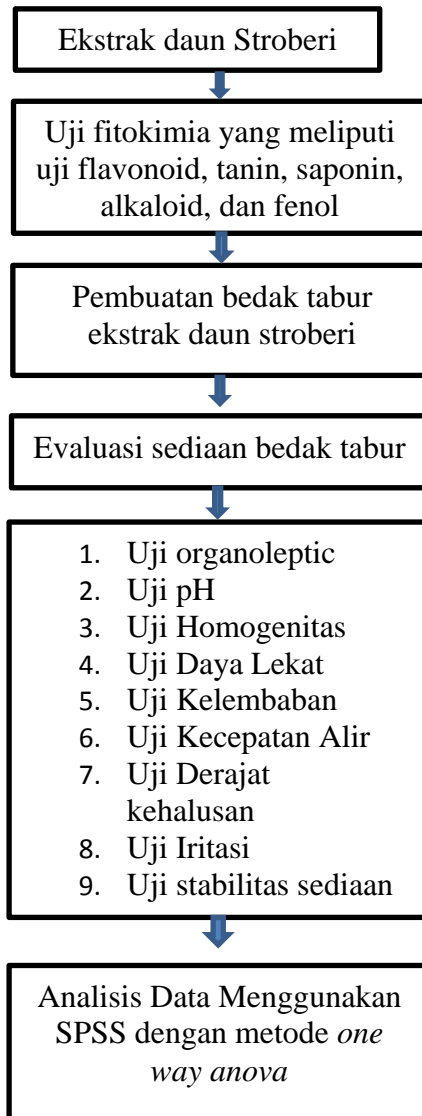 Ekstrak daun Stroberi
Uji fitokimia yang meliputi
uji flavonoid, tanin, saponin,
alkaloid, dan fenol
Pembuatan bedak tabur
ekstrak daun stroberi
Evaluasi sediaan bedak tabur
1. Uji organoleptic
2. Uji pH
3. Uji Homogenitas
4. Uji Daya Lekat
5. Uji Kelembaban
6. Uji Kecepatan Alir
7. Uji Derajat
kehalusan
8. Uji Iritasi
9. Uji stabilitas sediaan
Analisis Data Menggunakan
SPSS dengan metode one
way anova